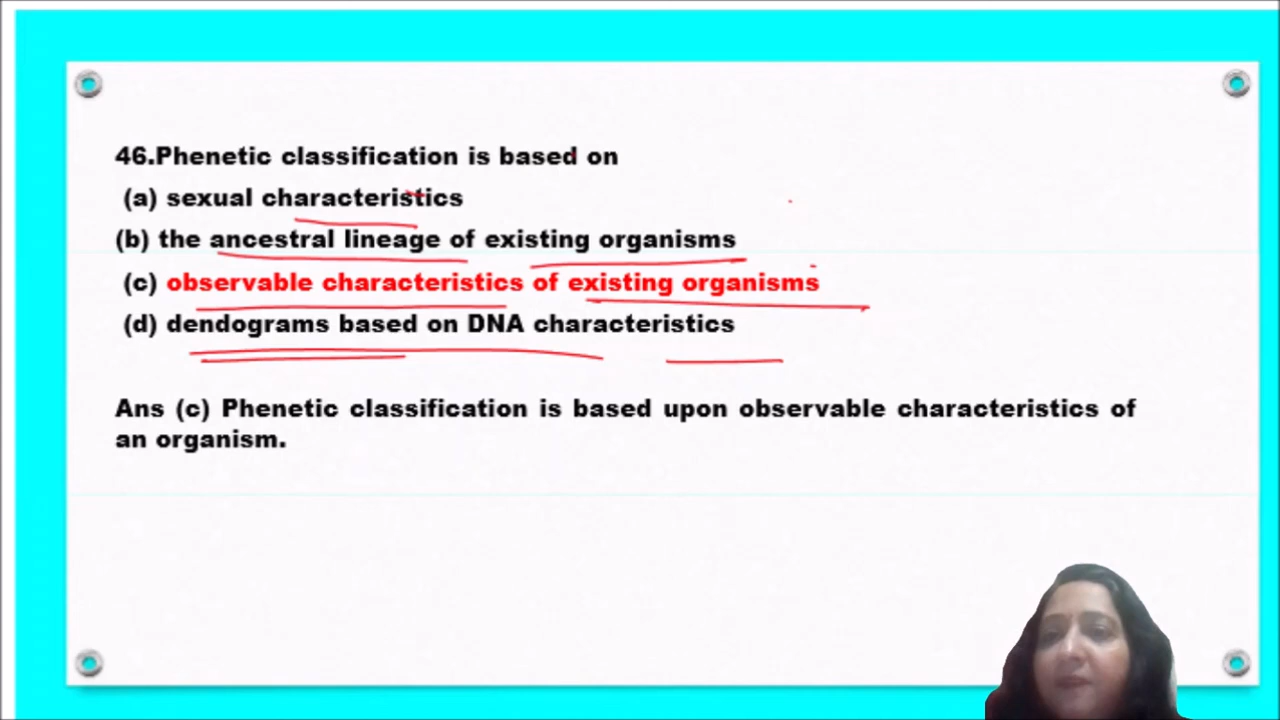 46.Phenetic classification is based on
(a) sexual characteristics
(b) the ancestral lineage of existing organisms
(c) observable characteristics of existing organisms
(d) dendograms based on DNA characteristics
Ans (c) Phenetic classification is based upon observable characteristics of
an organism.